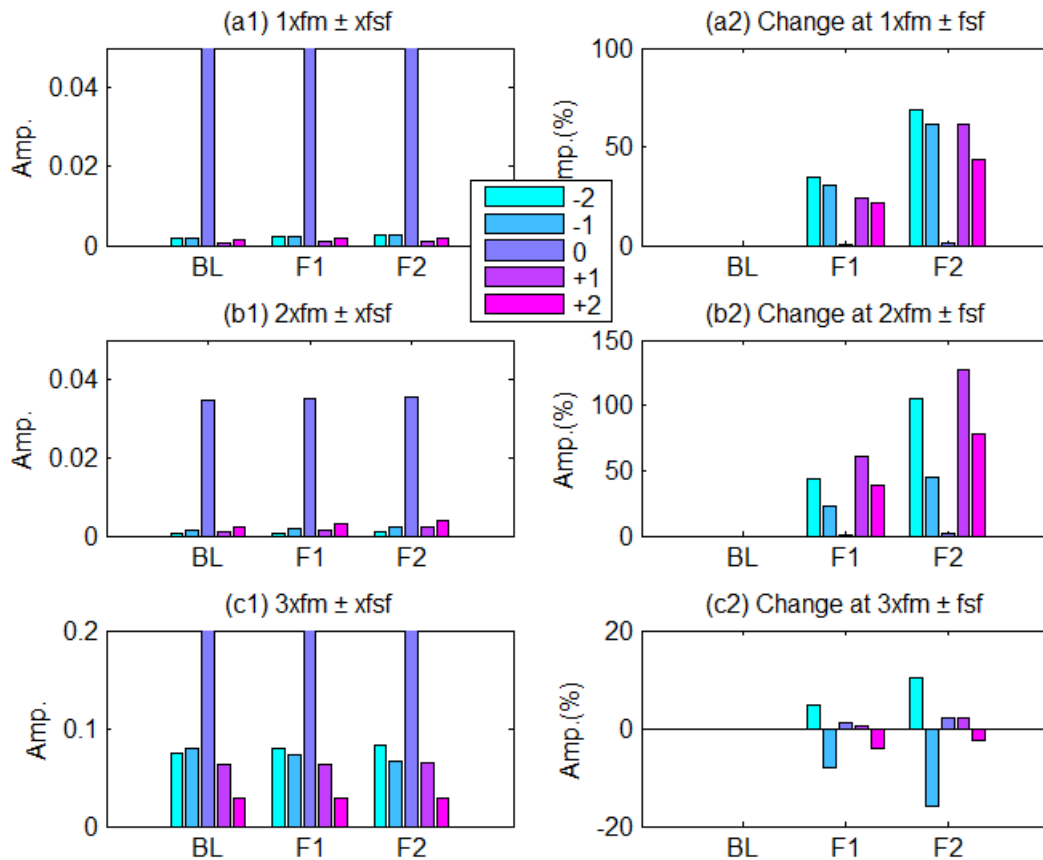 (a1) 1xfm ± xfsf
Amp.
0.04
0.02
0
BL F1 F2
(a2) Change at 1xfm ± fsf
mp.(%)
100
50
0
BL F1 F2
-2
-1
0
+1
+2
(b1) 2xfm ± xfsf
Amp.
0.04
0.02
0
BL F1 F2
(b2) Change at 2xfm ± fsf
Amp.(%)
150
100
50
0
BL F1 F2
(c1) 3xfm ± xfsf
Amp.
0.2
0.1
0
BL F1 F2
(c2) Change at 3xfm ± fsf
Amp.(%)
20
0
-20
BL F1 F2